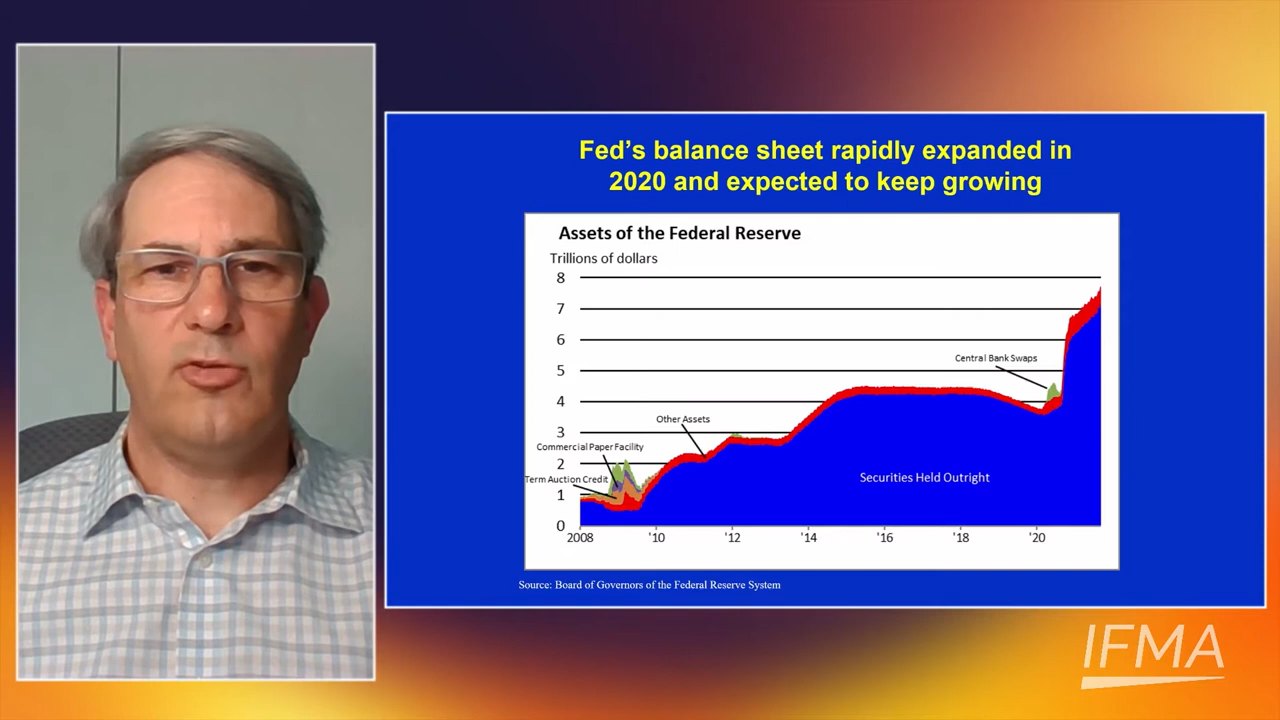 Fed's balance sheet rapidly expanded in
2020 and expected to keep growing
Assets of the Federal Reserve
Trillions of dollars
8
7
6
5
4
3
2
1
0
Central Bank Swaps
Other Assets
Commercial Paper Facility
Term Auction Credit
Securities Held Outright
2008 '10 '12 '14 '16 '18 '20
Source: Board of Governors of the Federal Reserve System
IFMA